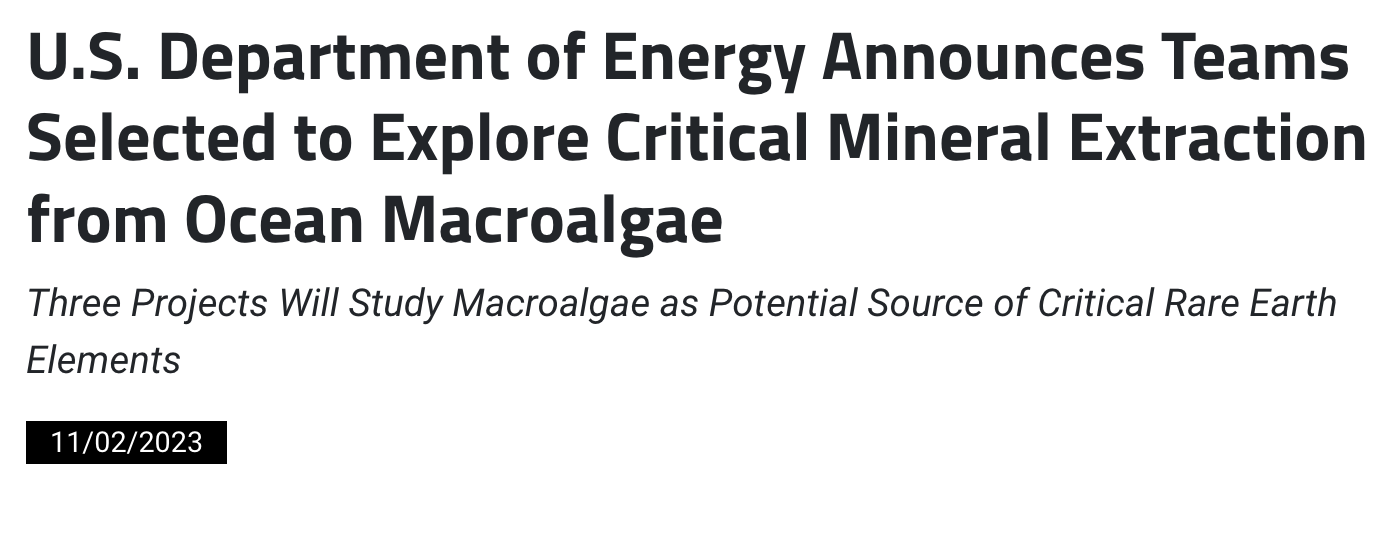 U.S. Department of Energy Announces Teams
Selected to Explore Critical Mineral Extraction
from Ocean Macroalgae
Three Projects Will Study Macroalgae as Potential Source of Critical Rare Earth
Elements
11/02/2023